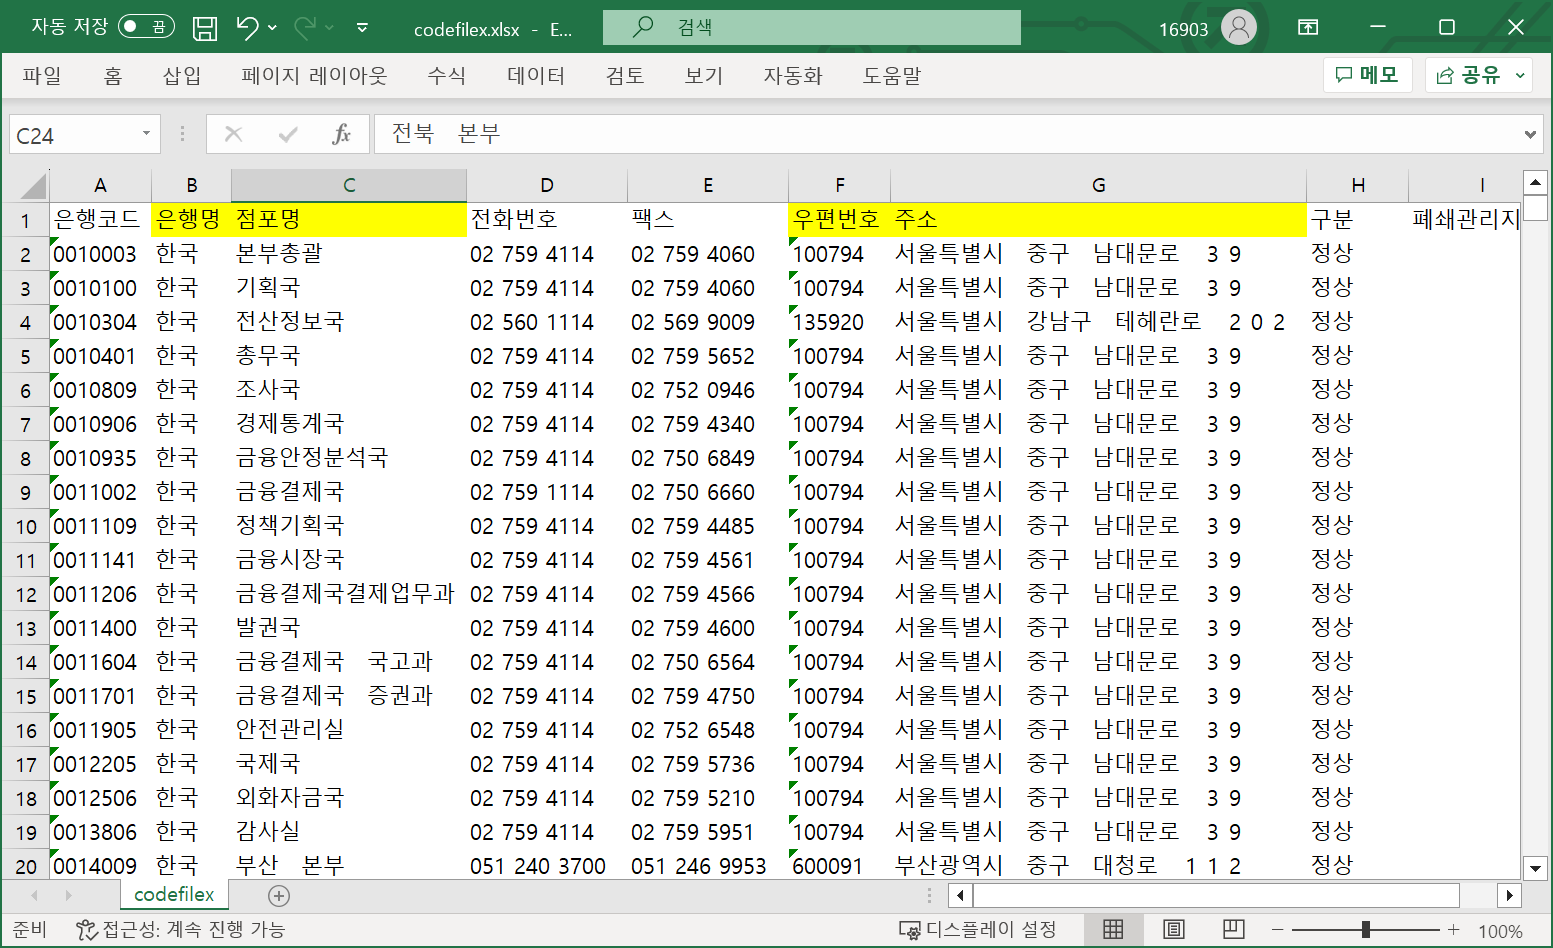 자동 저장 끔 codefilex.xlsx - E... 검색 16903
파일 홈 삽입 페이지 레이아웃 수식 데이터 검토 보기 자동화 도움말 메모 공유
C24 fx 전북 본부
A B C D E F G H I
1 은행코드 은행명 점포명 전화번호 팩스 우편번호 주소 구분 폐쇄관리지
2 0010003 한국 본부총괄 02 759 4114 02 759 4060 100794 서울특별시 중구 남대문로 3 9 정상
3 0010100 한국 기획국 02 759 4114 02 759 4060 100794 서울특별시 중구 남대문로 3 9 정상
4 0010304 한국 전산정보국 02 560 1114 02 569 9009 135920 서울특별시 강남구 테헤란로 2 0 2 정상
5 0010401 한국 총무국 02 759 4114 02 759 5652 100794 서울특별시 중구 남대문로 3 9 정상
6 0010809 한국 조사국 02 759 4114 02 752 0946 100794 서울특별시 중구 남대문로 3 9 정상
7 0010906 한국 경제통계국 02 759 4114 02 759 4340 100794 서울특별시 중구 남대문로 3 9 정상
8 0010935 한국 금융안정분석국 02 759 4114 02 750 6849 100794 서울특별시 중구 남대문로 3 9 정상
9 0011002 한국 금융결제국 02 759 1114 02 750 6660 100794 서울특별시 중구 남대문로 3 9 정상
10 0011109 한국 정책기획국 02 759 4114 02 759 4485 100794 서울특별시 중구 남대문로 3 9 정상
11 0011141 한국 금융시장국 02 759 4114 02 759 4561 100794 서울특별시 중구 남대문로 3 9 정상
12 0011206 한국 금융결제국결제업무과 02 759 4114 02 759 4566 100794 서울특별시 중구 남대문로 3 9 정상
13 0011400 한국 발권국 02 759 4114 02 759 4600 100794 서울특별시 중구 남대문로 3 9 정상
14 0011604 한국 금융결제국 국고과 02 759 4114 02 750 6564 100794 서울특별시 중구 남대문로 3 9 정상
15 0011701 한국 금융결제국 증권과 02 759 4114 02 759 4750 100794 서울특별시 중구 남대문로 3 9 정상
16 0011905 한국 안전관리실 02 759 4114 02 752 6548 100794 서울특별시 중구 남대문로 3 9 정상
17 0012205 한국 국제국 02 759 4114 02 759 5736 100794 서울특별시 중구 남대문로 3 9 정상
18 0012506 한국 외화자금국 02 759 4114 02 759 5210 100794 서울특별시 중구 남대문로 3 9 정상
19 0013806 한국 감사실 02 759 4114 02 759 5951 100794 서울특별시 중구 남대문로 3 9 정상
20 0014009 한국 부산 본부 051 240 3700 051 246 9953 600091 부산광역시 중구 대청로 1 1 2 정상
codefilex
준비 접근성: 계속 진행 가능 디스플레이 설정 100%